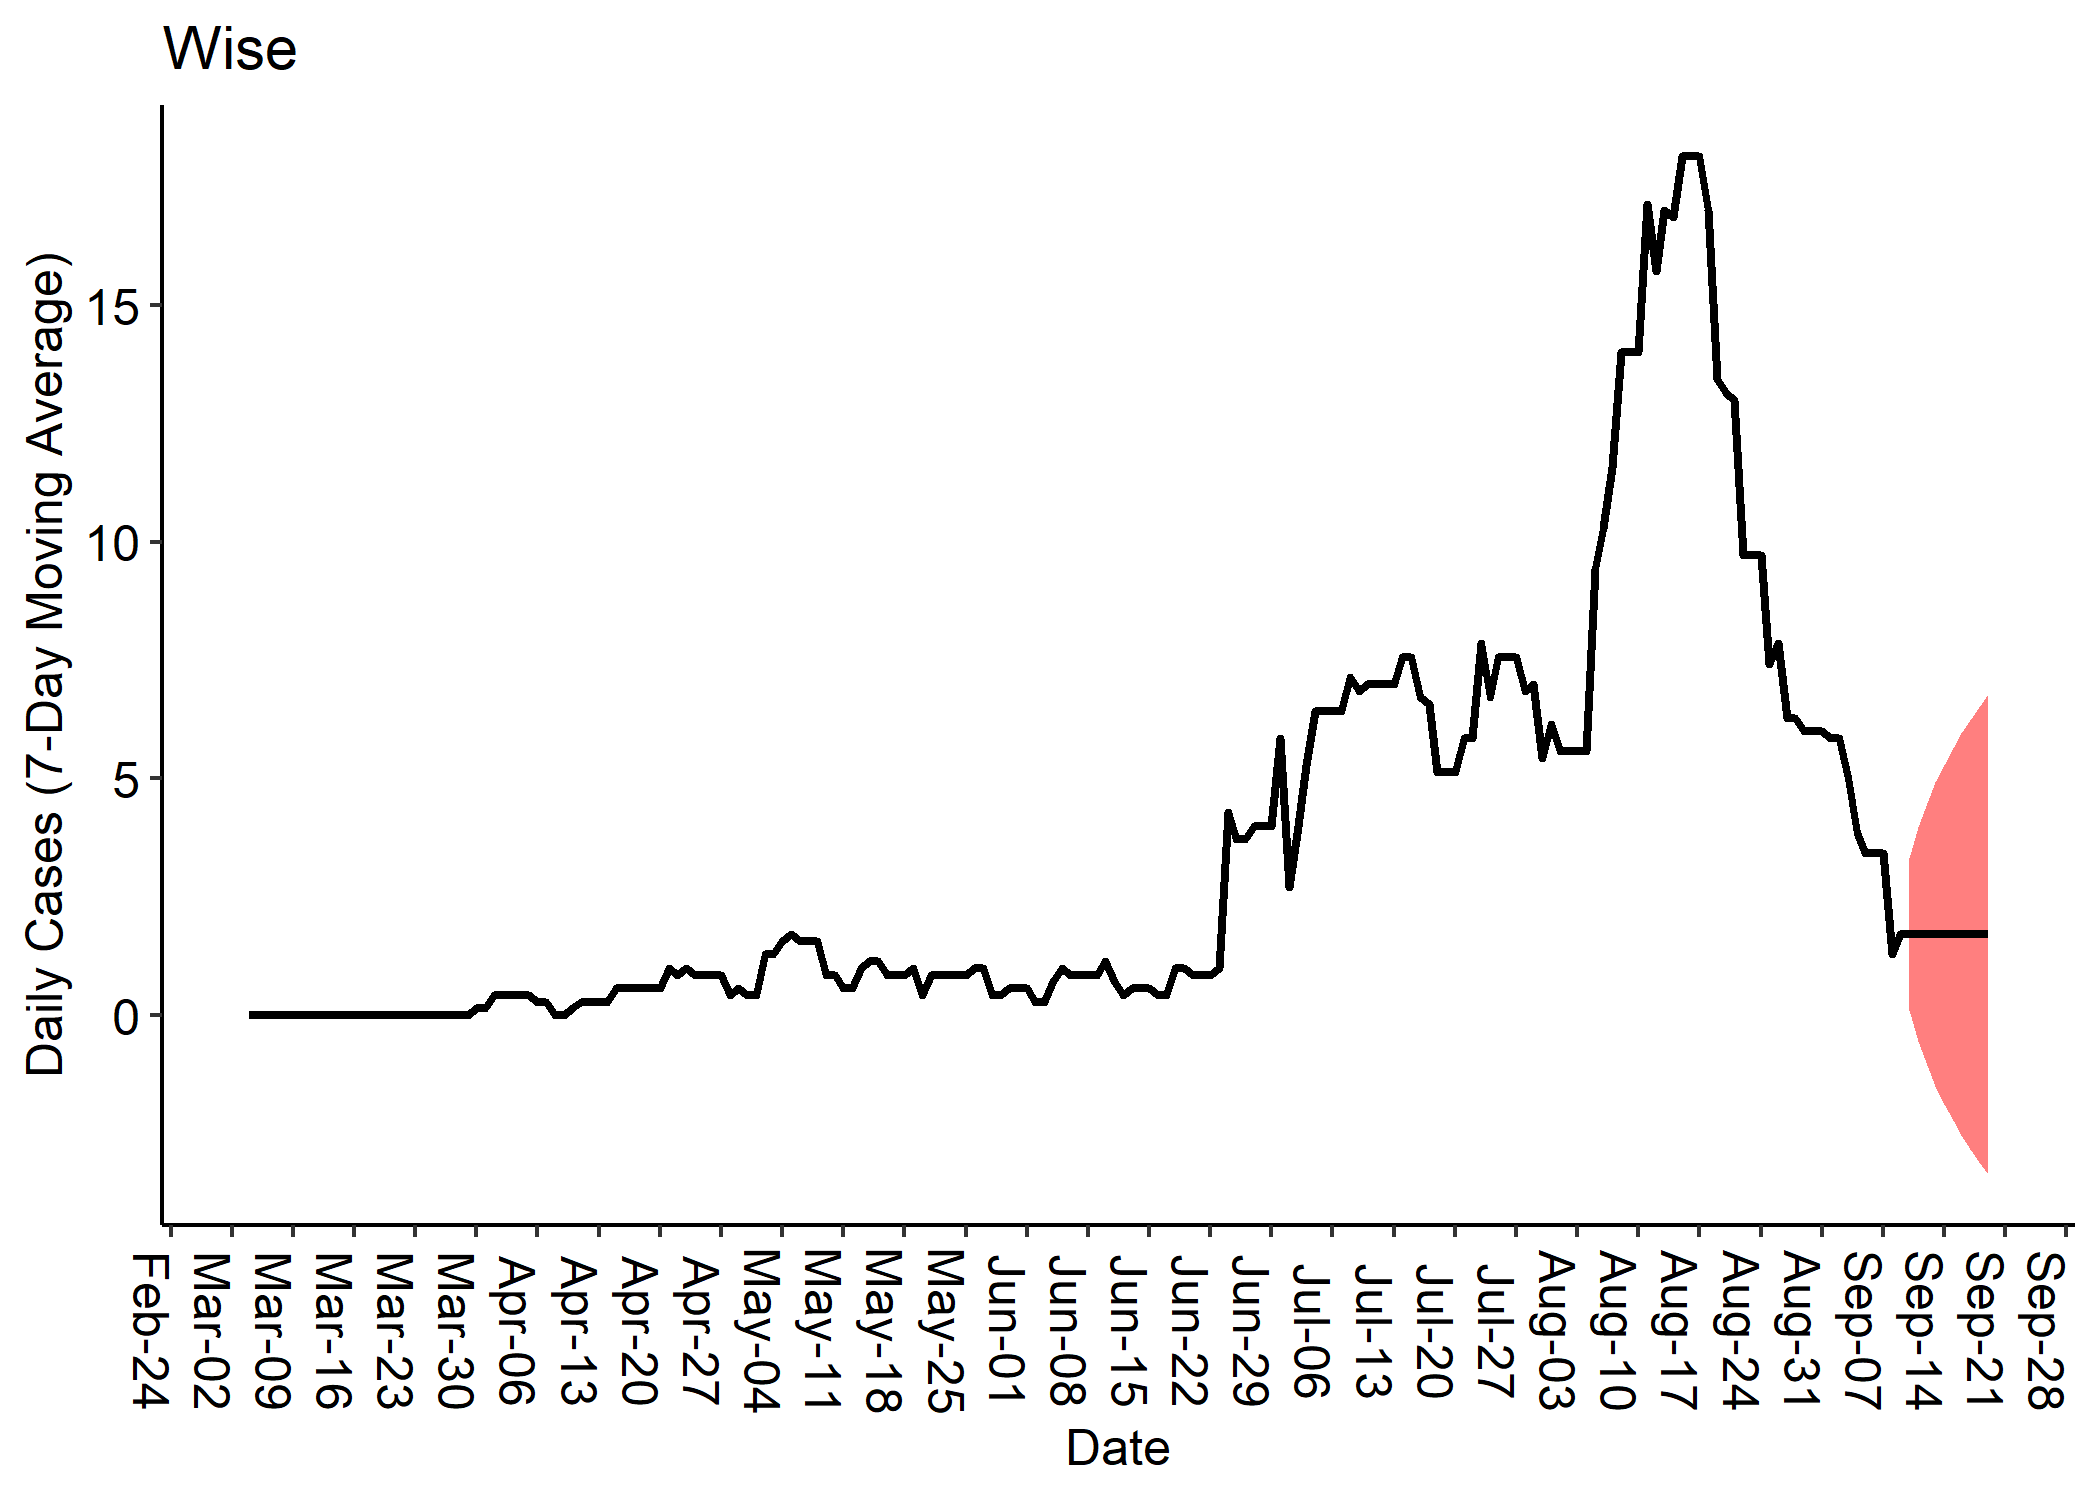 Wise
Daily Cases (7-Day Moving Average)
15
10
5
0
Feb-24
Mar-02
Mar-09
Mar-16
Mar-23
Mar-30
Apr-06
Apr-13
Apr-20
Apr-27
May-04
May-11
May-18
May-25
Jun-01
Jun-08
Jun-15
Jun-22
Jun-29
Jul-06
Jul-13
Jul-20
Jul-27
Aug-03
Aug-10
Aug-17
Aug-24
Aug-31
Sep-07
Sep-14
Sep-21
Sep-28
Date